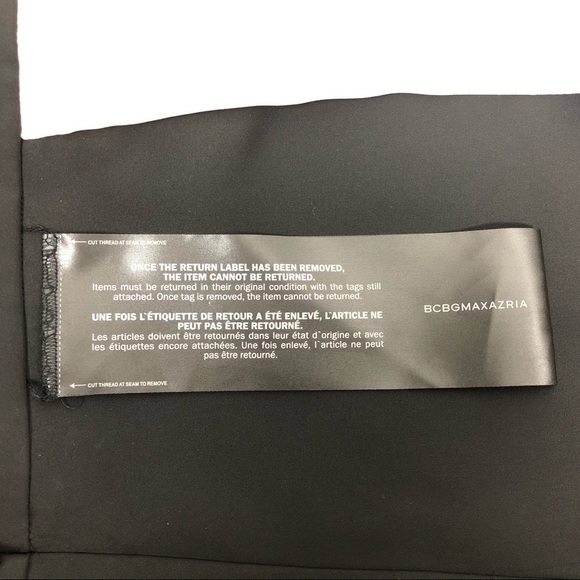 ← CUT THREAD AT SEAM TO REMOVE
ONCE THE RETURN LABEL HAS BEEN REMOVED,
THE ITEM CANNOT BE RETURNED.
Items must be returned in their original condition with the tags still
attached. Once tag is removed, the item cannot be returned.
UNE FOIS L`ÉTIQUETTE DE RETOUR A ÉTÉ ENLEVÉ, L'ARTICLE NE
PEUT PAS ÊTRE RETOURNÉ.
Les articles doivent être retournés dans leur état d`origine et avec
les étiquettes encore attachées. Une fois enlevé, l`article ne peut
pas être retourné.
← CUT THREAD AT SEAM TO REMOVE
BCBGMAXAZRIA